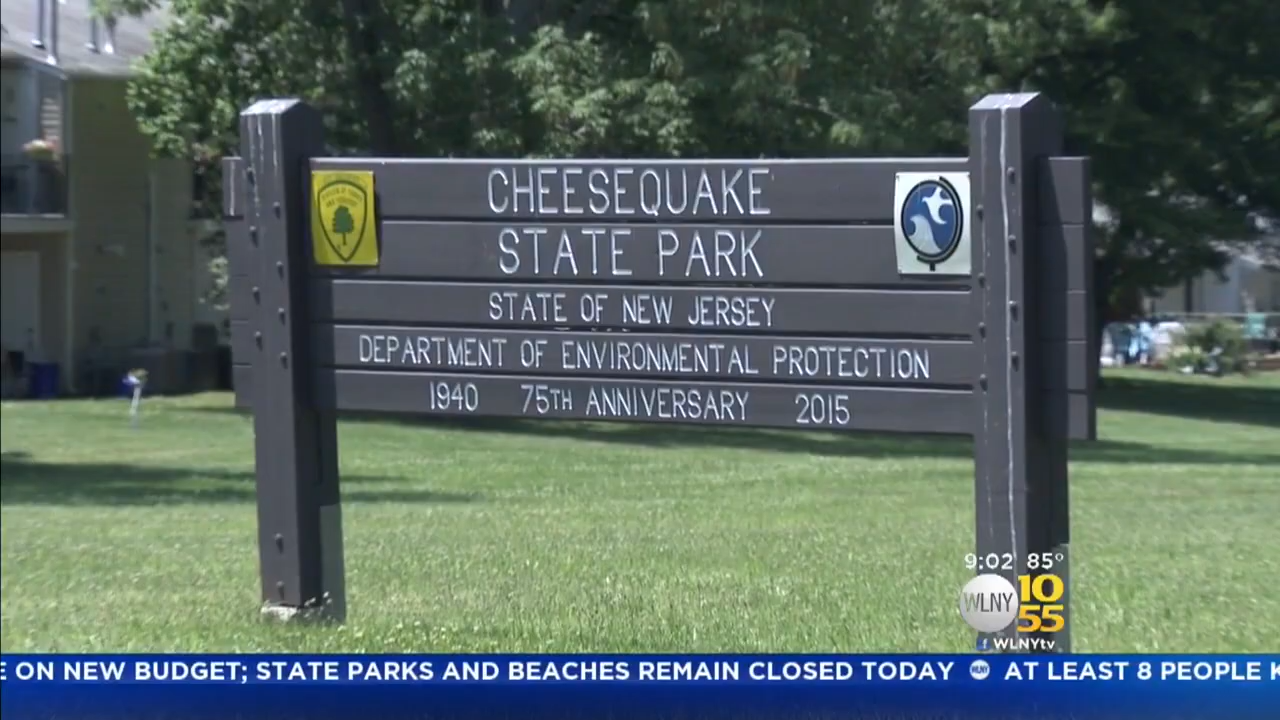 CHEESEQUAKE
STATE PARK
STATE OF NEW JERSEY
DEPARTMENT OF ENVIRONMENTAL PROTECTION
1940 75TH ANNIVERSARY 2015
9:02 85°
WLNY 10
55
f WLNYtv
E ON NEW BUDGET; STATE PARKS AND BEACHES REMAIN CLOSED TODAY WLNY AT LEAST 8 PEOPLE K